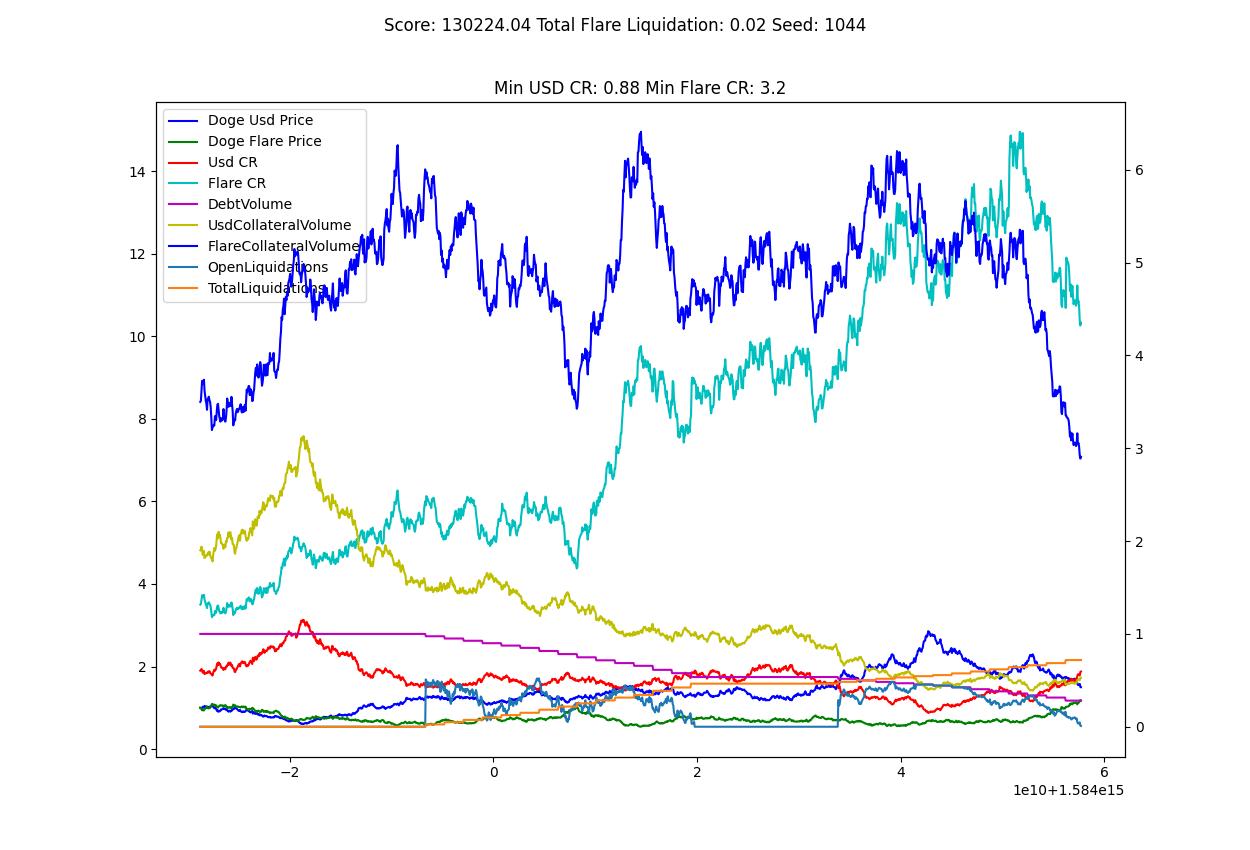 Score: 130224.04 Total Flare Liquidation: 0.02 Seed: 1044
Min USD CR: 0.88 Min Flare CR: 3.2
Doge Usd Price
Doge Flare Price
Usd CR
Flare CR
DebtVolume
UsdCollateralVolume
FlareCollateralVolume
OpenLiquidations
TotalLiquidations
14
12
10
8
6
4
2
0
6
5
4
3
2
1
0
−2
0
2
4
6
1e10+1.584e15